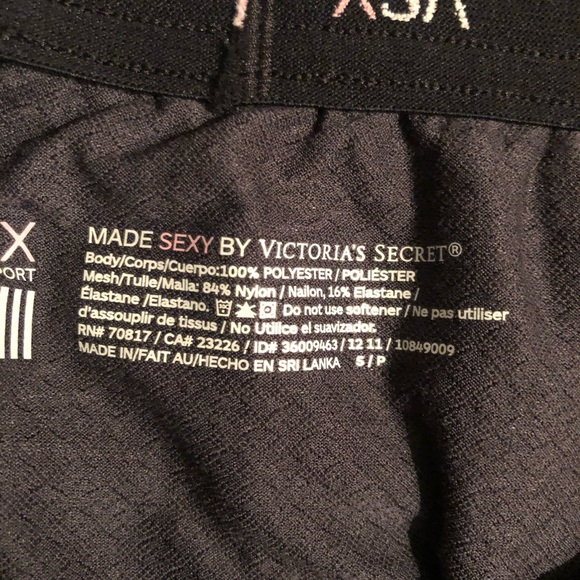 VSX
X
PORT
MADE SEXY BY VICTORIA'S SECRET®
Body/Corps/Cuerpo:100% POLYESTER / POLIÉSTER
Mesh/Tulle/Malla: 84% Nylon / Nailon, 16% Elastane /
Élastane /Elastano. Do not use softener / Ne pas utiliser
d'assouplir de tissus / No Utilice el suavizador.
RN# 70817 / CA# 23226 / ID# 36009463 / 12 11 / 10849009
MADE IN/FAIT AU/HECHO EN SRI LANKA S / P